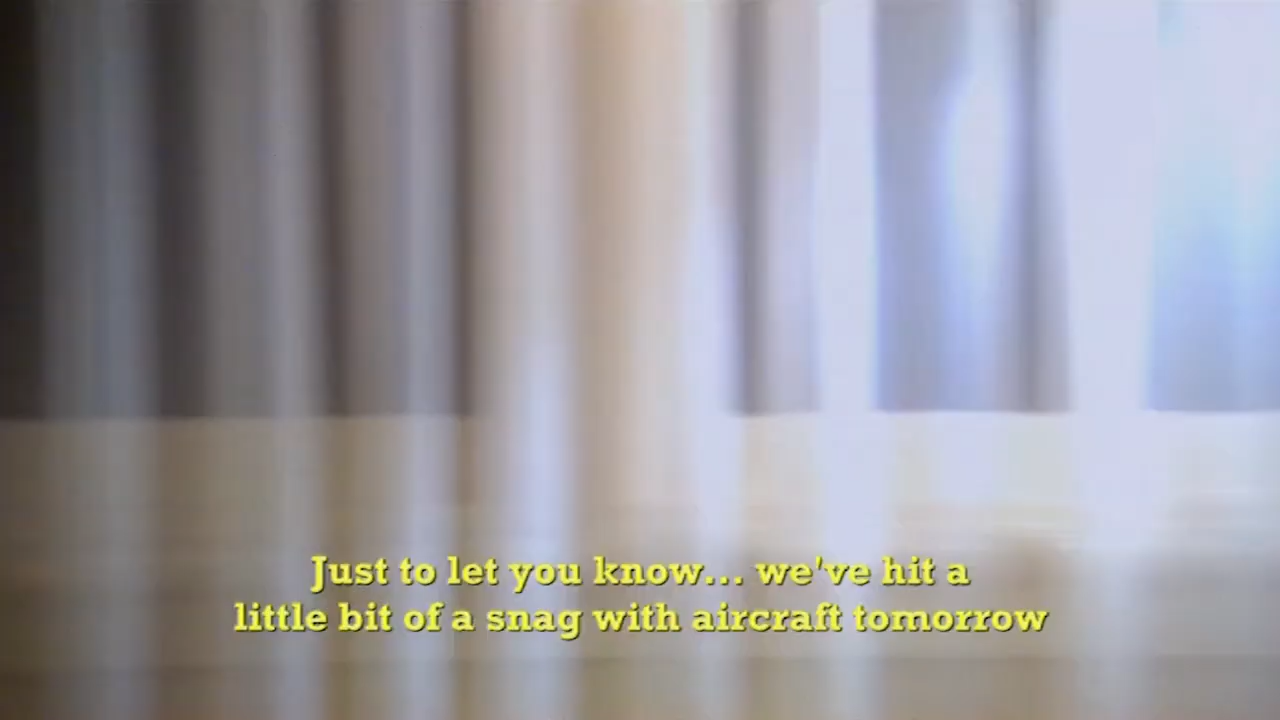 Just to let you know... we've hit a
little bit of a snag with aircraft tomorrow